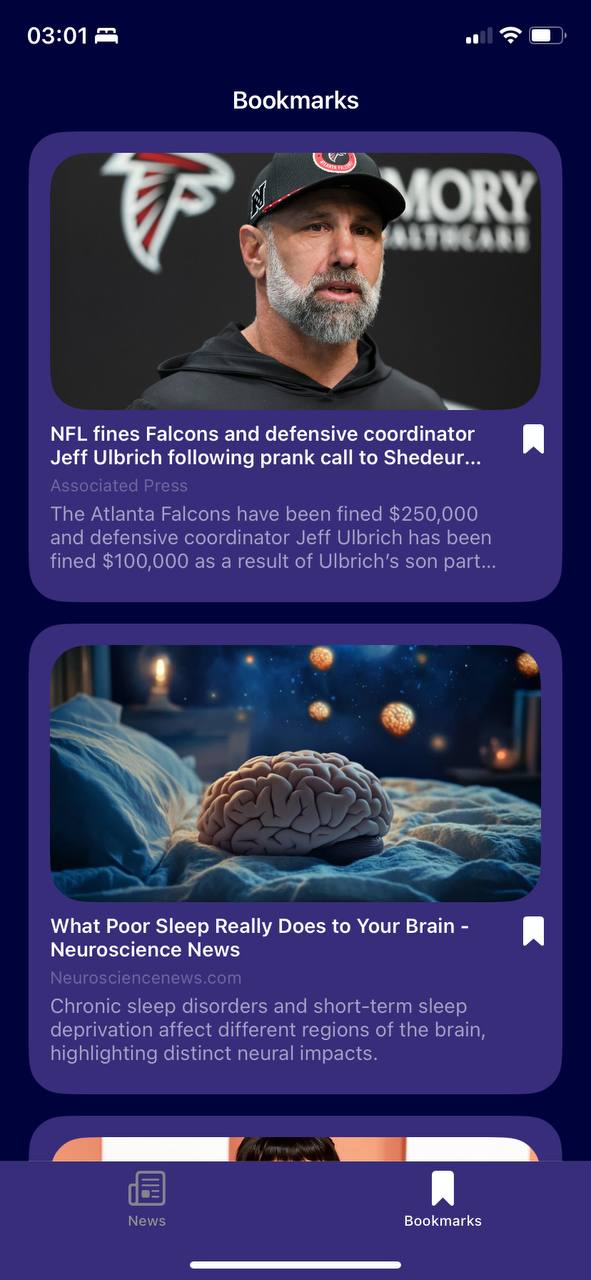 03:01
Bookmarks
MORY
ALTHCARE
ATLANTA FALCONS
NFL fines Falcons and defensive coordinator
Jeff Ulbrich following prank call to Shedeur...
Associated Press
The Atlanta Falcons have been fined $250,000
and defensive coordinator Jeff Ulbrich has been
fined $100,000 as a result of Ulbrich’s son part...
What Poor Sleep Really Does to Your Brain -
Neuroscience News
Neurosciencenews.com
Chronic sleep disorders and short-term sleep
deprivation affect different regions of the brain,
highlighting distinct neural impacts.
News
Bookmarks